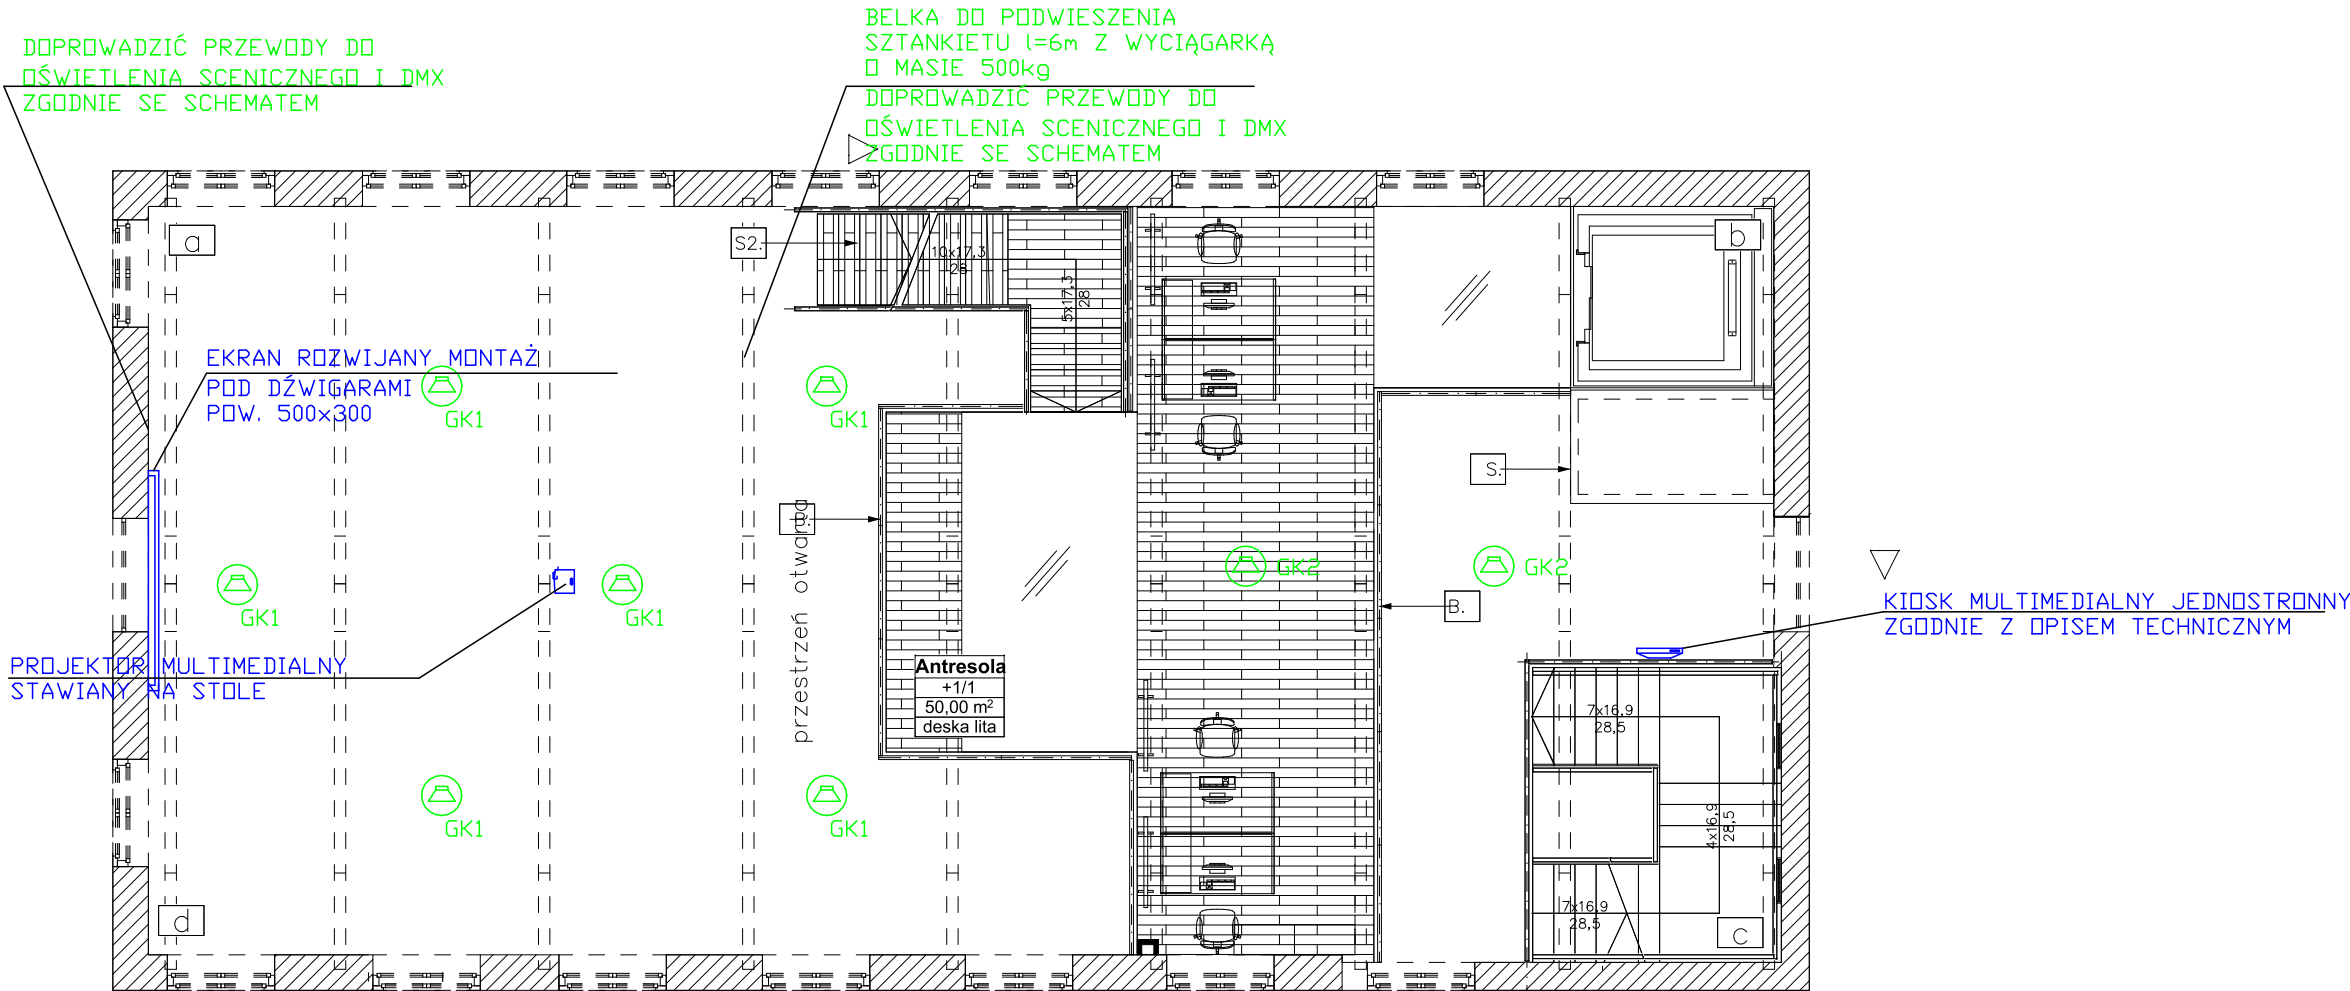 BELKA DO PODWIESZENIA
SZTANKIETU l=6m Z WYCIĄGARKĄ
O MASIE 500kg
DOPROWADZIĆ PRZEWODY DO
OŚWIETLENIA SCENICZNEGO I DMX
ZGODNIE SE SCHEMATEM
DOPROWADZIĆ PRZEWODY DO
OŚWIETLENIA SCENICZNEGO I DMX
ZGODNIE SE SCHEMATEM
a
S2.
b
10x17,3
28
5x17,3
28
EKRAN ROZWIJANY MONTAŻ
POD DŹWIGARAMI
POW. 500x300
GK1
GK1
S.
B.
przestrzeń otwarta
GK2
GK2
GK1
GK1
B.
KIOSK MULTIMEDIALNY JEDNOSTRONNY
ZGODNIE Z OPISEM TECHNICZNYM
PROJEKTOR MULTIMEDIALNY
STAWIANY NA STOLE
Antresola
+1/1
50,00 m²
deska lita
7x16,9
28,5
4x16,9
28,5
GK1
GK1
7x16,9
28,5
d
c